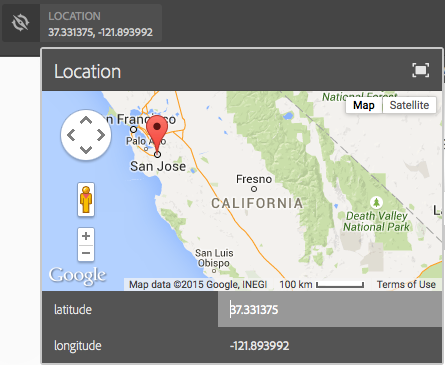 LOCATION
37.331375, -121.893992
Location
National Forest
Map Satellite
n Francisco
Palo Alto
San Jose
Fresno
CALIFORNIA
Death Valley
National Park
San Luis
Obispo
Google
Map data ©2015 Google, INEGI 100 km Terms of Use
latitude 37.331375
longitude -121.893992